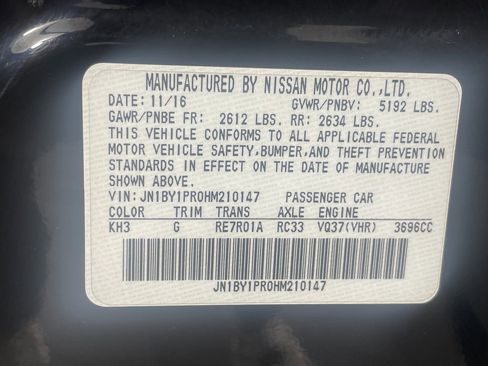 MANUFACTURED BY NISSAN MOTOR CO.,LTD.
DATE: 11/16 GVWR/PNBV: 5192 LBS.
GAWR/PNBE FR: 2612 LBS. RR: 2634 LBS.
THIS VEHICLE CONFORMS TO ALL APPLICABLE FEDERAL
MOTOR VEHICLE SAFETY, BUMPER, AND THEFT PREVENTION
STANDARDS IN EFFECT ON THE DATE OF MANUFACTURE
SHOWN ABOVE.
VIN: JN1BY1PR0HM210147 PASSENGER CAR
COLOR TRIM TRANS AXLE ENGINE
KH3 G RE7R01A RC33 VQ37(VHR) 3696CC
JN1BY1PR0HM210147